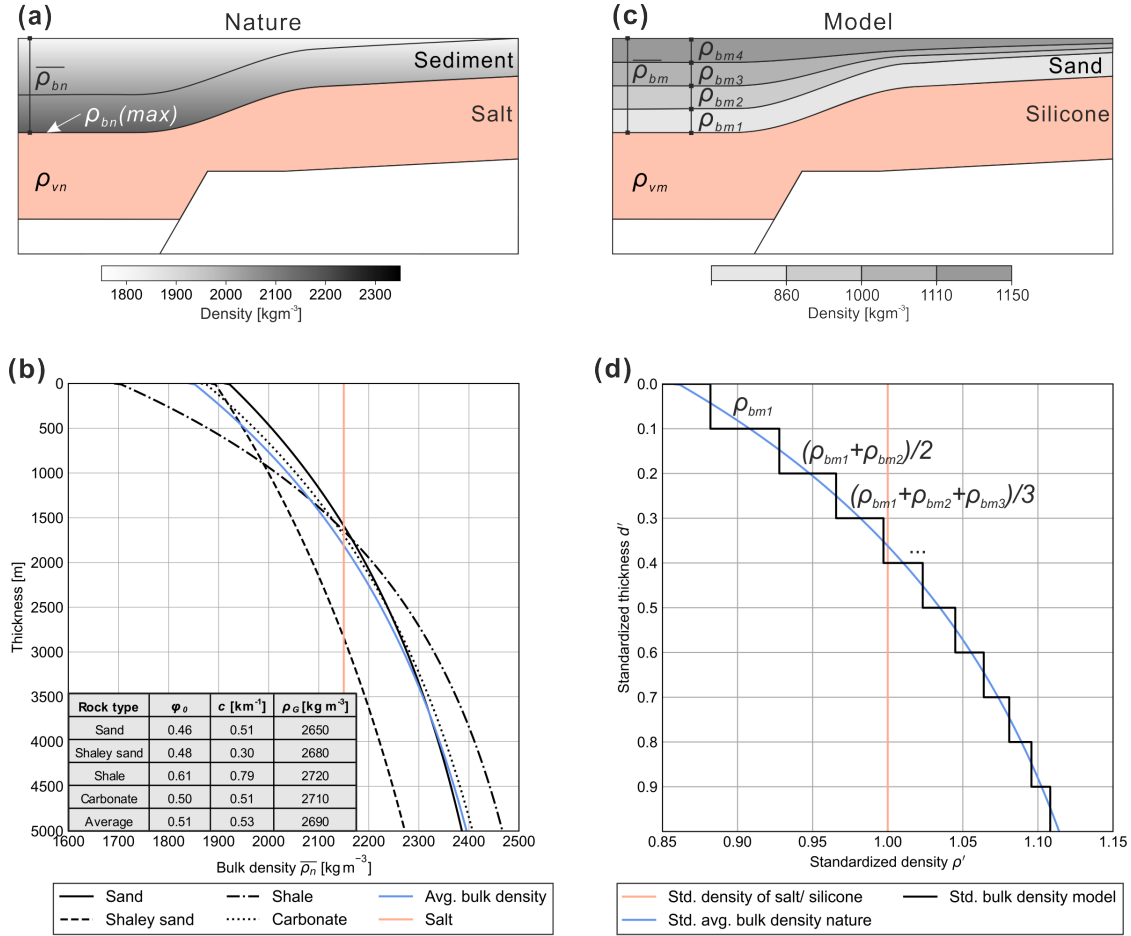 (a)
Nature
ρbn
Sediment
ρbn(max)
Salt
ρvn
1800 1900 2000 2100 2200 2300
Density [kgm⁻³]
(c)
Model
ρbm4
ρbm
ρbm3
Sand
ρbm2
ρbm1
Silicone
ρvm
860 1000 1110 1150
Density [kgm⁻³]
(b)
0
500
1000
1500
2000
2500
3000
3500
4000
4500
5000
Thickness [m]
Rock type φ0 c [km⁻¹] ρG [kg m⁻³]
Sand 0.46 0.51 2650
Shaley sand 0.48 0.30 2680
Shale 0.61 0.79 2720
Carbonate 0.50 0.51 2710
Average 0.51 0.53 2690
1600 1700 1800 1900 2000 2100 2200 2300 2400 2500
Bulk density ρn [kg m⁻³]
Sand Shale Avg. bulk density
Shaley sand Carbonate Salt
(d)
0.0
0.1
0.2
0.3
0.4
0.5
0.6
0.7
0.8
0.9
Standardized thickness d′
ρbm1
(ρbm1+ρbm2)/2
(ρbm1+ρbm2+ρbm3)/3
...
0.85 0.90 0.95 1.00 1.05 1.10 1.15
Standardized density ρ′
Std. density of salt/ silicone Std. bulk density model
Std. avg. bulk density nature